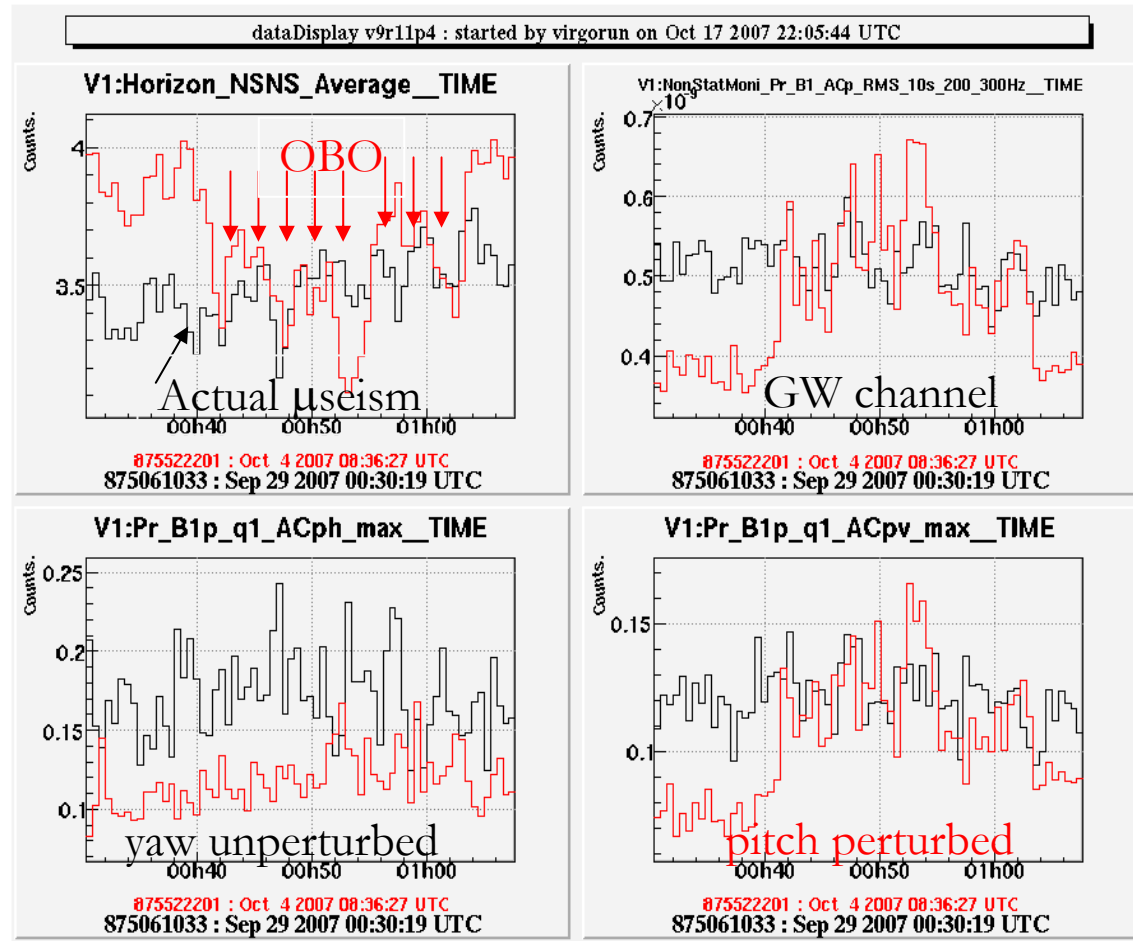 dataDisplay v9r11p4 : started by virgorun on Oct 17 2007 22:05:44 UTC
V1:Horizon_NSNS_Average__TIME
Counts.
4
3.5
OBO
Actual μseism
00h40 00h50 01h00
875522201 : Oct 4 2007 08:36:27 UTC
875061033 : Sep 29 2007 00:30:19 UTC
V1:NonStatMoni_Pr_B1_ACp_RMS_10s_200_300Hz__TIME
×10^-9
Counts.
0.7
0.6
0.5
0.4
GW channel
00h40 00h50 01h00
875522201 : Oct 4 2007 08:36:27 UTC
875061033 : Sep 29 2007 00:30:19 UTC
V1:Pr_B1p_q1_ACph_max__TIME
Counts.
0.25
0.2
0.15
0.1
yaw unperturbed
00h40 00h50 01h00
875522201 : Oct 4 2007 08:36:27 UTC
875061033 : Sep 29 2007 00:30:19 UTC
V1:Pr_B1p_q1_ACpv_max__TIME
Counts.
0.15
0.1
pitch perturbed
00h40 00h50 01h00
875522201 : Oct 4 2007 08:36:27 UTC
875061033 : Sep 29 2007 00:30:19 UTC